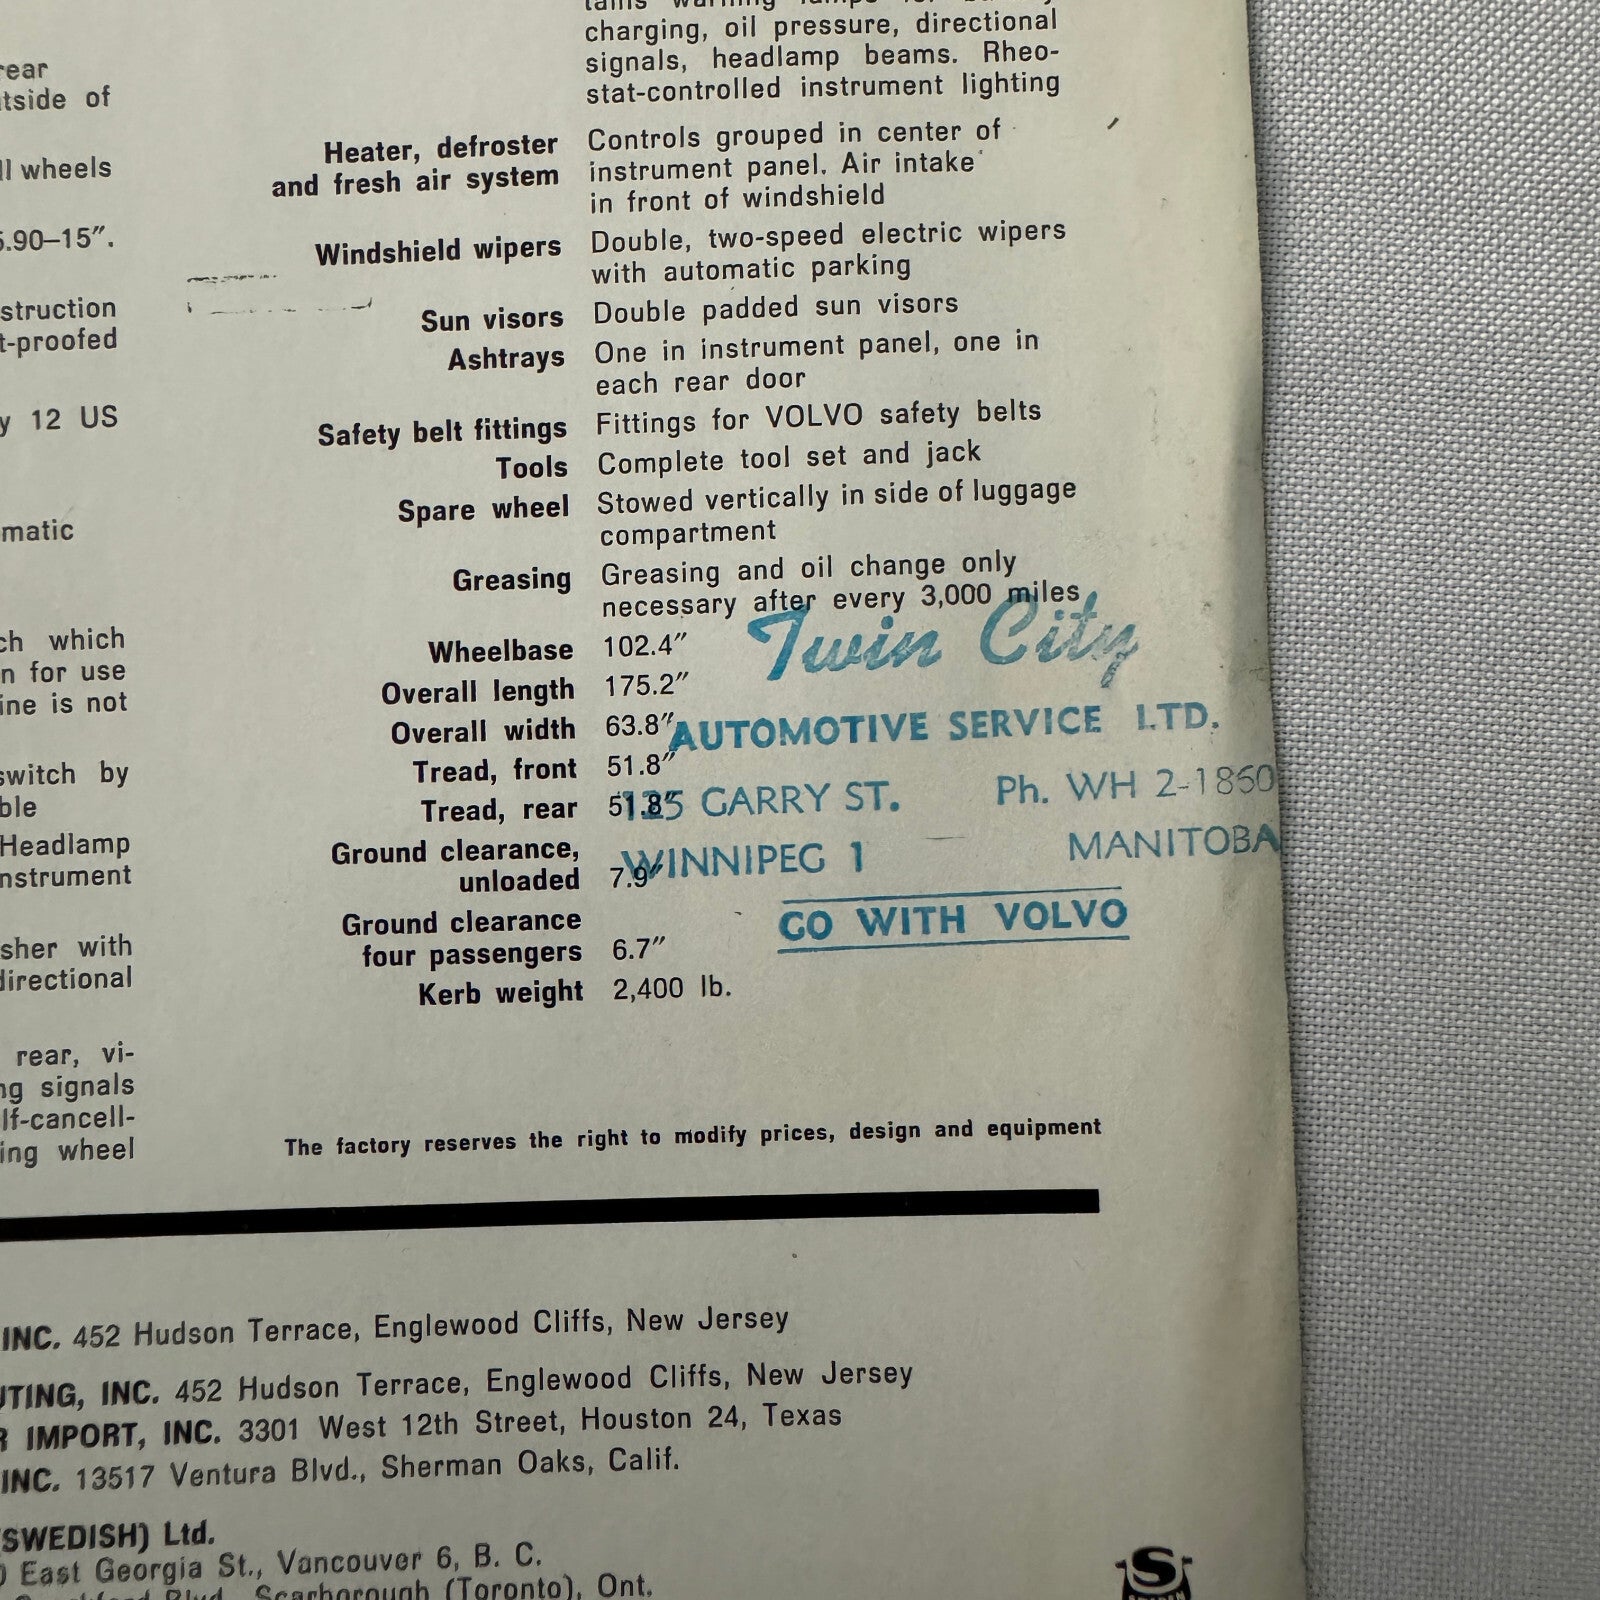 charging, oil pressure, directional
signals, headlamp beams. Rheo-
stat-controlled instrument lighting
Heater, defroster
and fresh air system
Controls grouped in center of
instrument panel. Air intake
in front of windshield
Windshield wipers
Double, two-speed electric wipers
with automatic parking
Sun visors Double padded sun visors
Ashtrays One in instrument panel, one in
each rear door
Safety belt fittings Fittings for VOLVO safety belts
Tools Complete tool set and jack
Spare wheel Stowed vertically in side of luggage
compartment
Greasing Greasing and oil change only
necessary after every 3,000 miles
Wheelbase 102.4"
Overall length 175.2"
Overall width 63.8"
Tread, front 51.8"
Tread, rear 51.8"
Ground clearance,
unloaded 7.9"
Ground clearance
four passengers 6.7"
Kerb weight 2,400 lb.
Twin City
AUTOMOTIVE SERVICE LTD.
GARRY ST. Ph. WH 2-1860
WINNIPEG 1 MANITOBA
GO WITH VOLVO
The factory reserves the right to modify prices, design and equipment
rear
tside of
ll wheels
5.90–15".
struction
t-proofed
y 12 US
matic
ch which
n for use
ine is not
switch by
ble
Headlamp
nstrument
sher with
directional
rear, vi-
ng signals
lf-cancell-
ing wheel
INC. 452 Hudson Terrace, Englewood Cliffs, New Jersey
UTING, INC. 452 Hudson Terrace, Englewood Cliffs, New Jersey
R IMPORT, INC. 3301 West 12th Street, Houston 24, Texas
INC. 13517 Ventura Blvd., Sherman Oaks, Calif.
(SWEDISH) Ltd.
East Georgia St., Vancouver 6, B. C.
Blvd., Scarborough (Toronto), Ont.
S